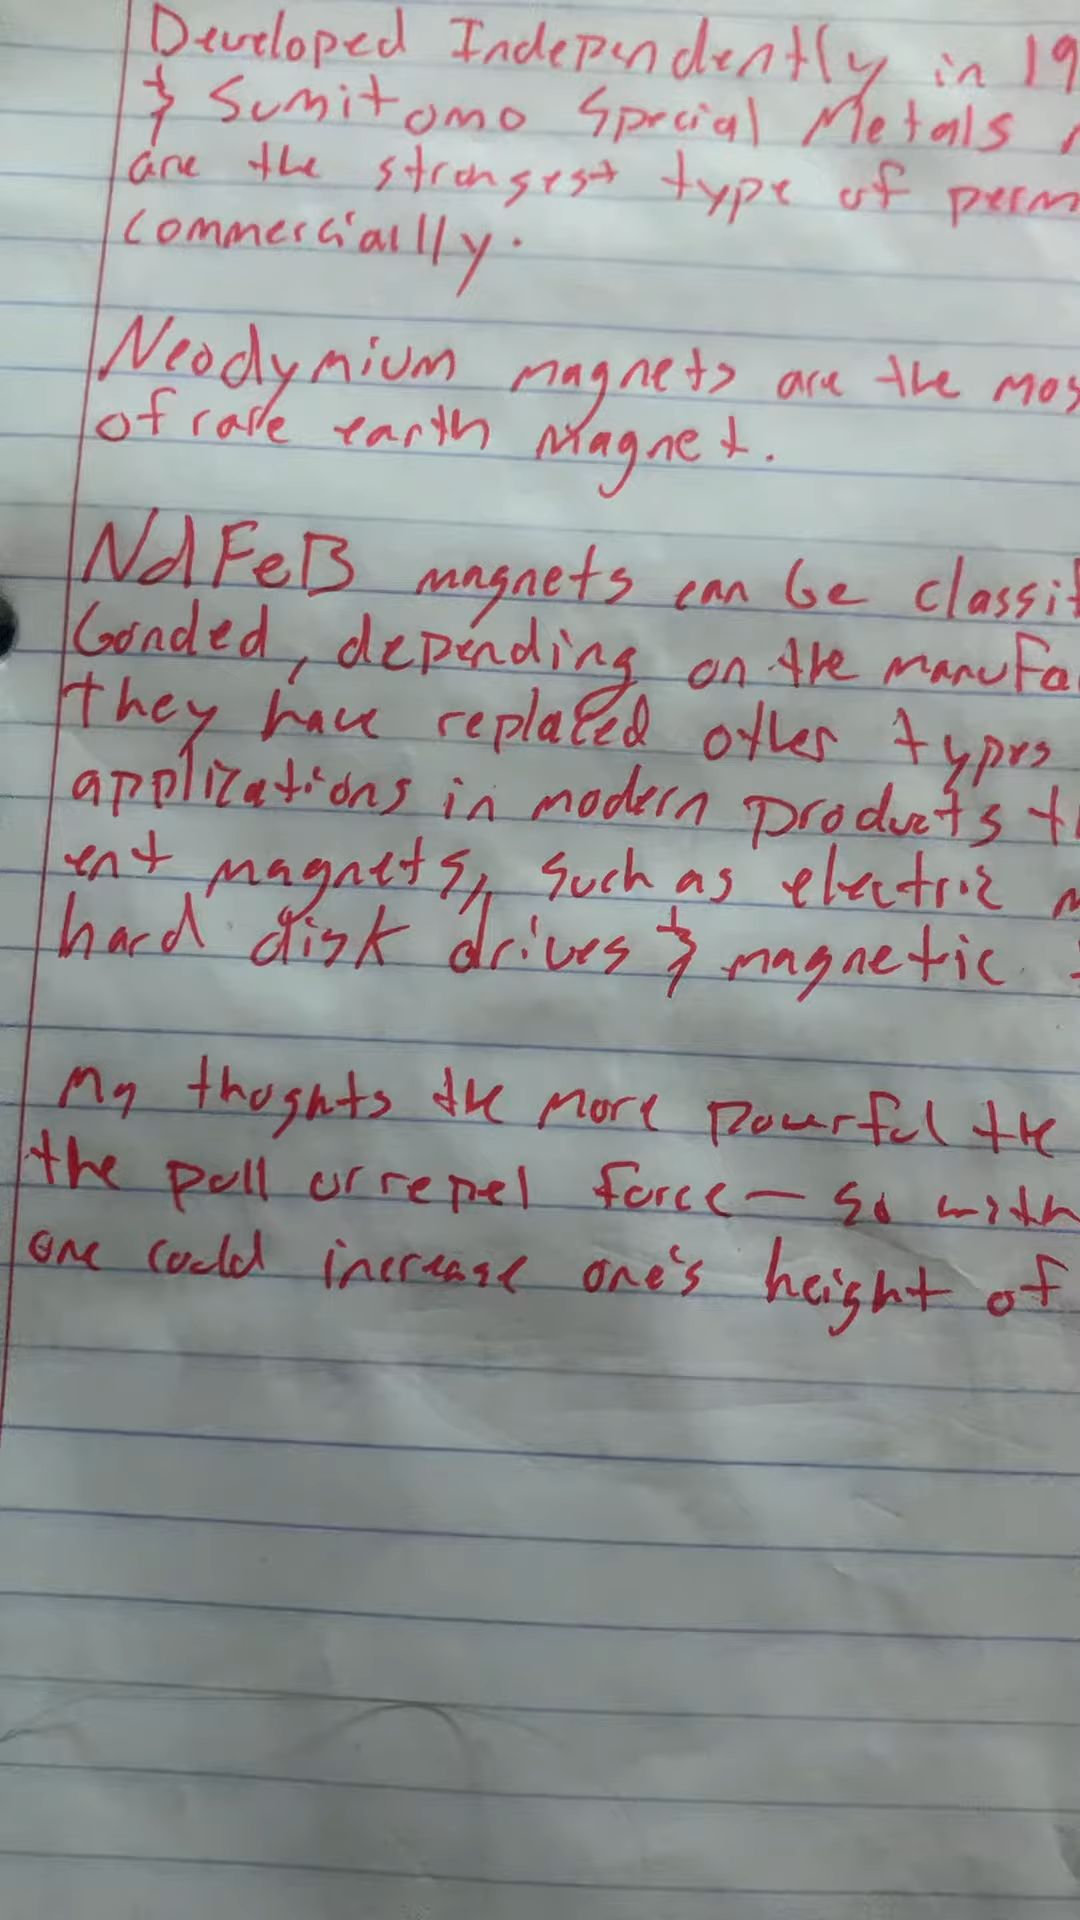 Developed Independently in 19
& Sumitomo Special Metals
are the strongest type of perm
commercially.
Neodymium magnets are the mos
of rare earth magnet.
NdFeB magnets can be classif
bonded, depending on the manufa
they have replaced other types
applications in modern products th
ent magnets, such as electric m
hard disk drives & magnetic
My thoghts the more powerful the
the pull or repel force - so with
one could increase one's height of